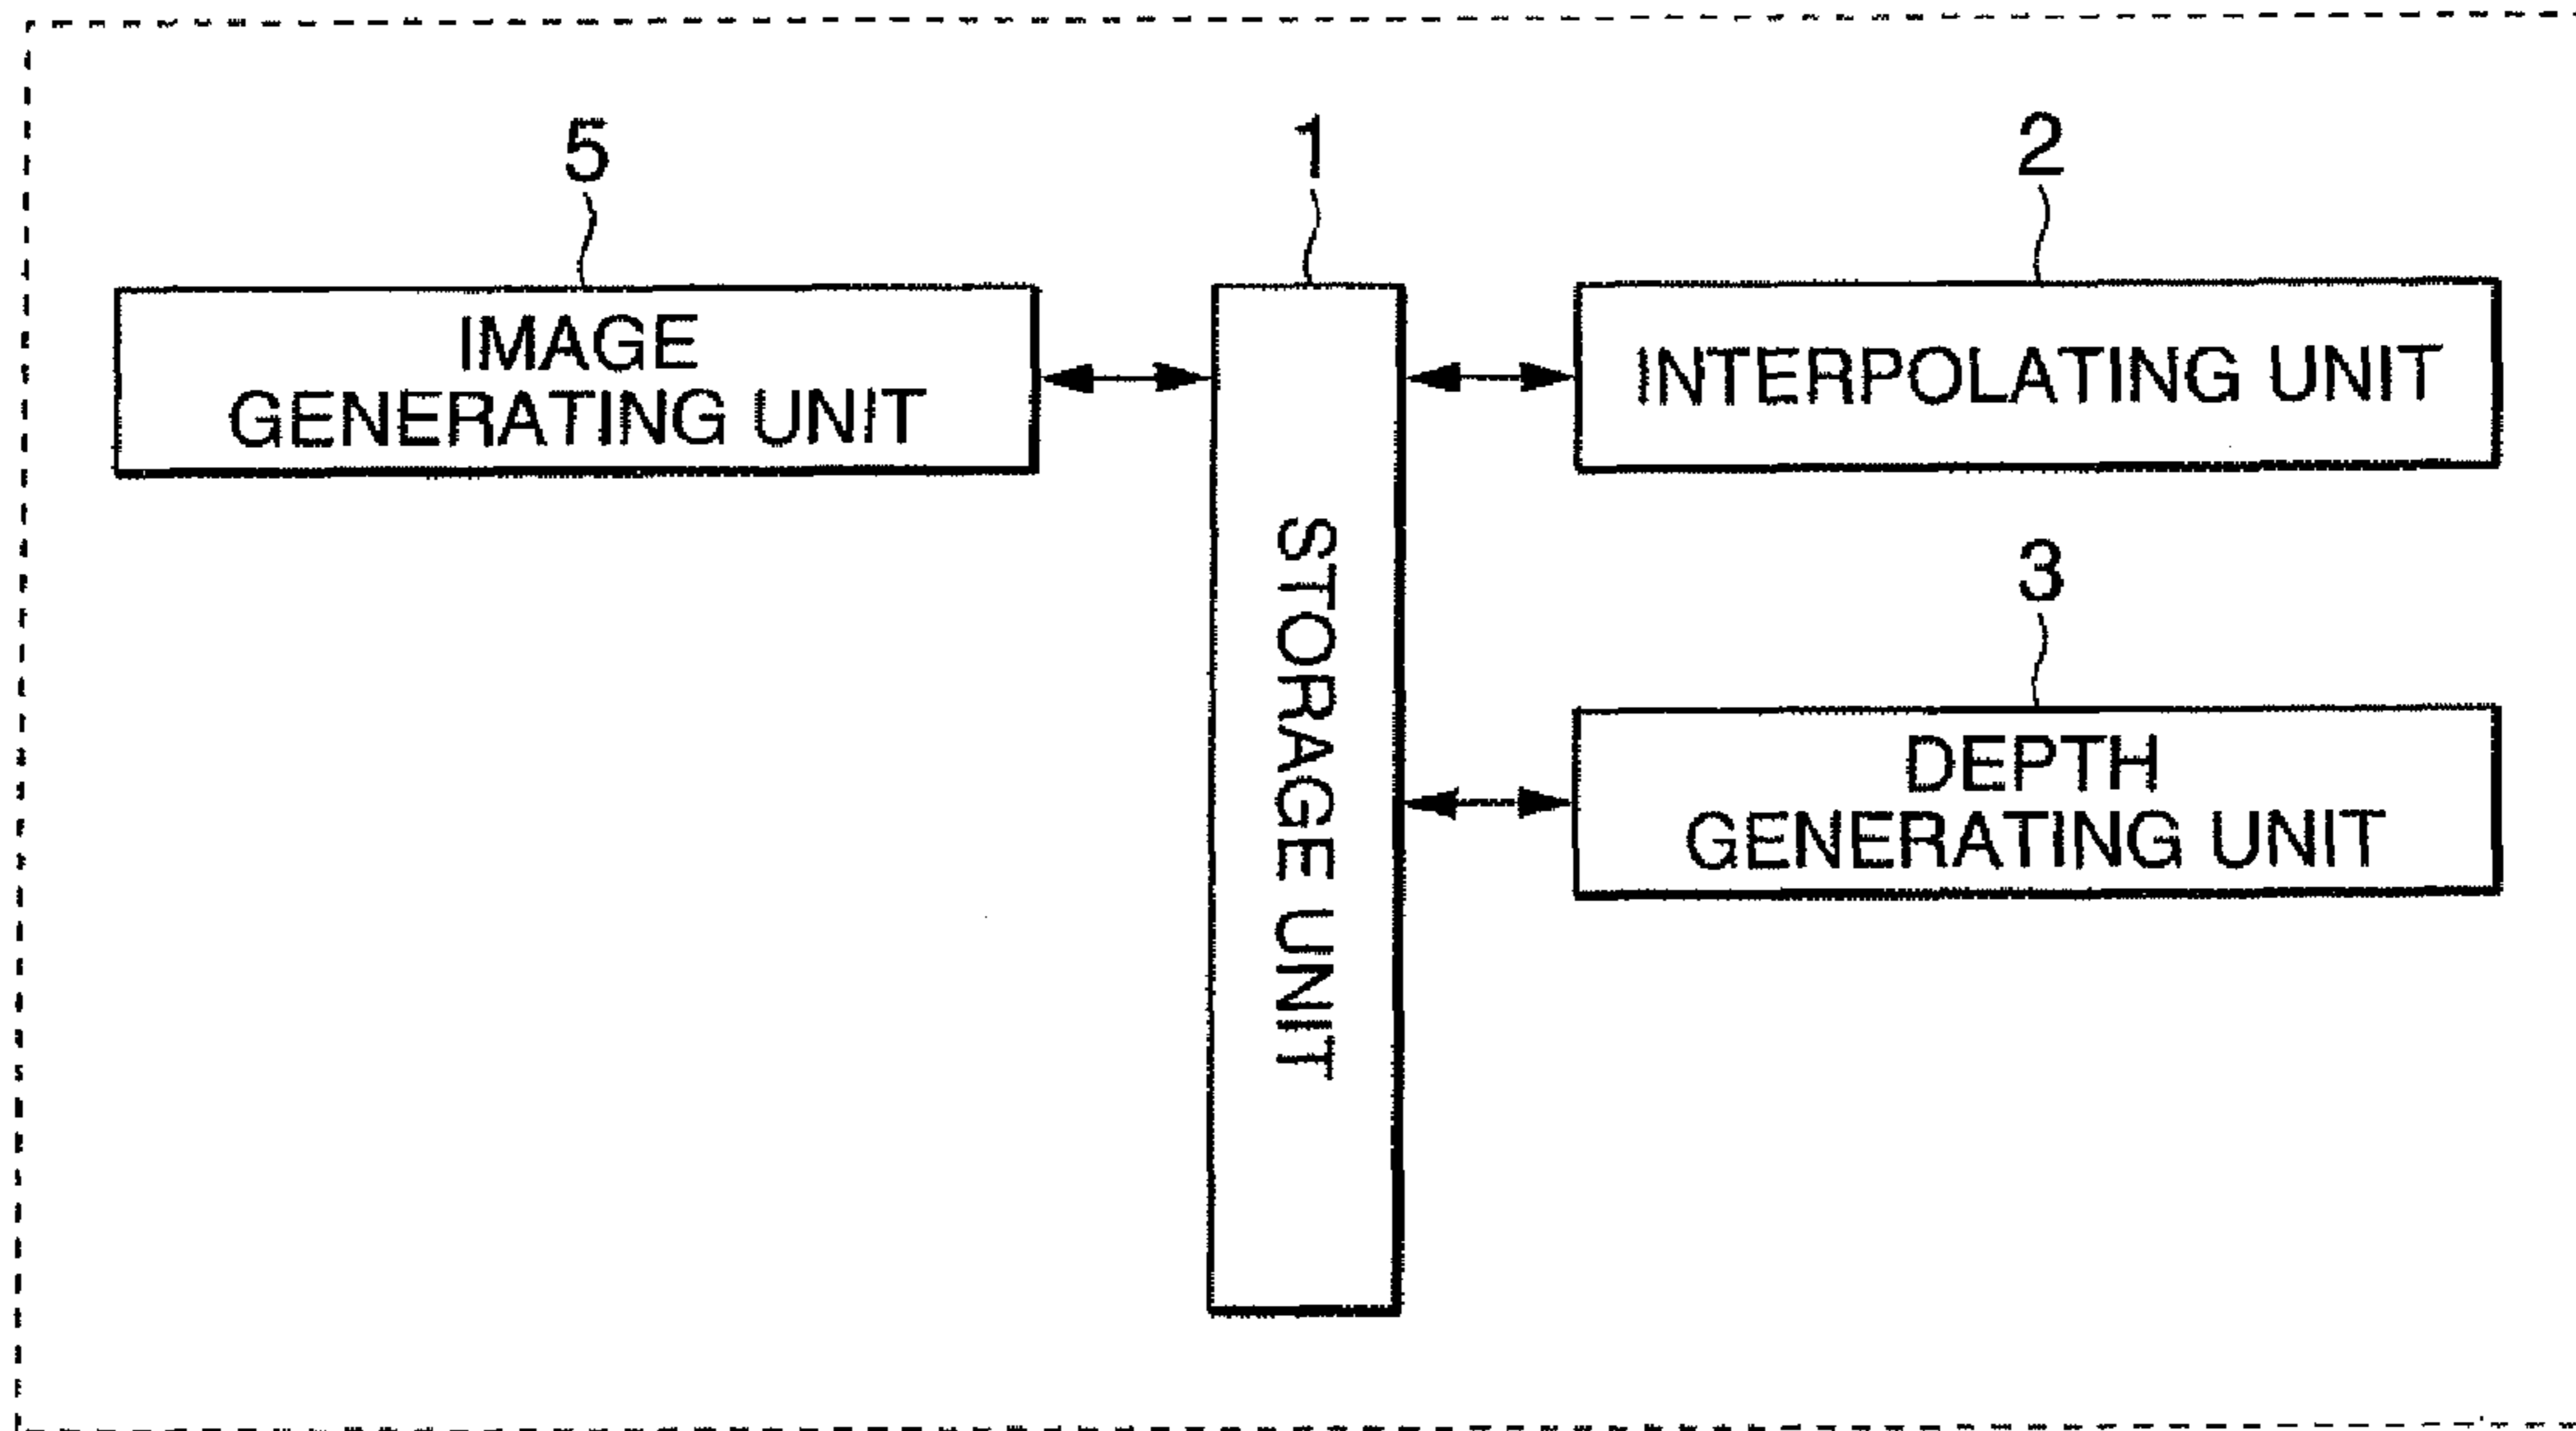 5
1
2
IMAGE
GENERATING UNIT
STORAGE UNIT
INTERPOLATING UNIT
3
DEPTH
GENERATING UNIT